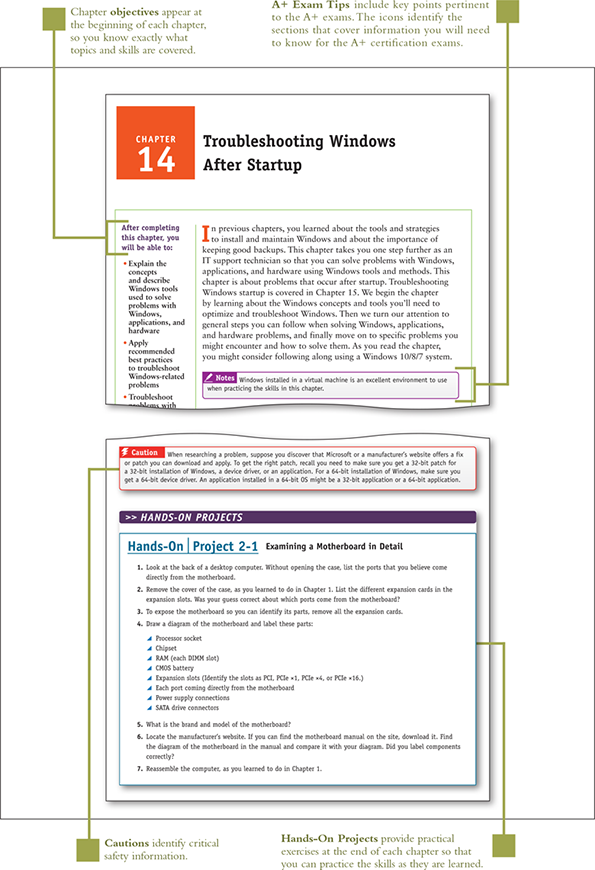 Chapter objectives appear at
the beginning of each chapter,
so you know exactly what
topics and skills are covered.
A+ Exam Tips include key points pertinent
to the A+ exams. The icons identify the
sections that cover information you will need
to know for the A+ certification exams.
CHAPTER
14
Troubleshooting Windows
After Startup
After completing
this chapter, you
will be able to:
• Explain the
concepts
and describe
Windows tools
used to solve
problems with
Windows,
applications, and
hardware
• Apply
recommended
best practices
to troubleshoot
Windows-related
problems
• Troubleshoot
problems with
In previous chapters, you learned about the tools and strategies
to install and maintain Windows and about the importance of
keeping good backups. This chapter takes you one step further as an
IT support technician so that you can solve problems with Windows,
applications, and hardware using Windows tools and methods. This
chapter is about problems that occur after startup. Troubleshooting
Windows startup is covered in Chapter 15. We begin the chapter
by learning about the Windows concepts and tools you'll need to
optimize and troubleshoot Windows. Then we turn our attention to
general steps you can follow when solving Windows, applications,
and hardware problems, and finally move on to specific problems you
might encounter and how to solve them. As you read the chapter,
you might consider following along using a Windows 10/8/7 system.
Notes Windows installed in a virtual machine is an excellent environment to use
when practicing the skills in this chapter.
Caution When researching a problem, suppose you discover that Microsoft or a manufacturer's website offers a fix
or patch you can download and apply. To get the right patch, recall you need to make sure you get a 32-bit patch for
a 32-bit installation of Windows, a device driver, or an application. For a 64-bit installation of Windows, make sure you
get a 64-bit device driver. An application installed in a 64-bit OS might be a 32-bit application or a 64-bit application.
>> HANDS-ON PROJECTS
Hands-On | Project 2-1 Examining a Motherboard in Detail
1. Look at the back of a desktop computer. Without opening the case, list the ports that you believe come
directly from the motherboard.
2. Remove the cover of the case, as you learned to do in Chapter 1. List the different expansion cards in the
expansion slots. Was your guess correct about which ports come from the motherboard?
3. To expose the motherboard so you can identify its parts, remove all the expansion cards.
4. Draw a diagram of the motherboard and label these parts:
Processor socket
Chipset
RAM (each DIMM slot)
CMOS battery
Expansion slots (Identify the slots as PCI, PCIe ×1, PCIe ×4, or PCIe ×16.)
Each port coming directly from the motherboard
Power supply connections
SATA drive connectors
5. What is the brand and model of the motherboard?
6. Locate the manufacturer's website. If you can find the motherboard manual on the site, download it. Find
the diagram of the motherboard in the manual and compare it with your diagram. Did you label components
correctly?
7. Reassemble the computer, as you learned to do in Chapter 1.
Cautions identify critical
safety information.
Hands-On Projects provide practical
exercises at the end of each chapter so that
you can practice the skills as they are learned.